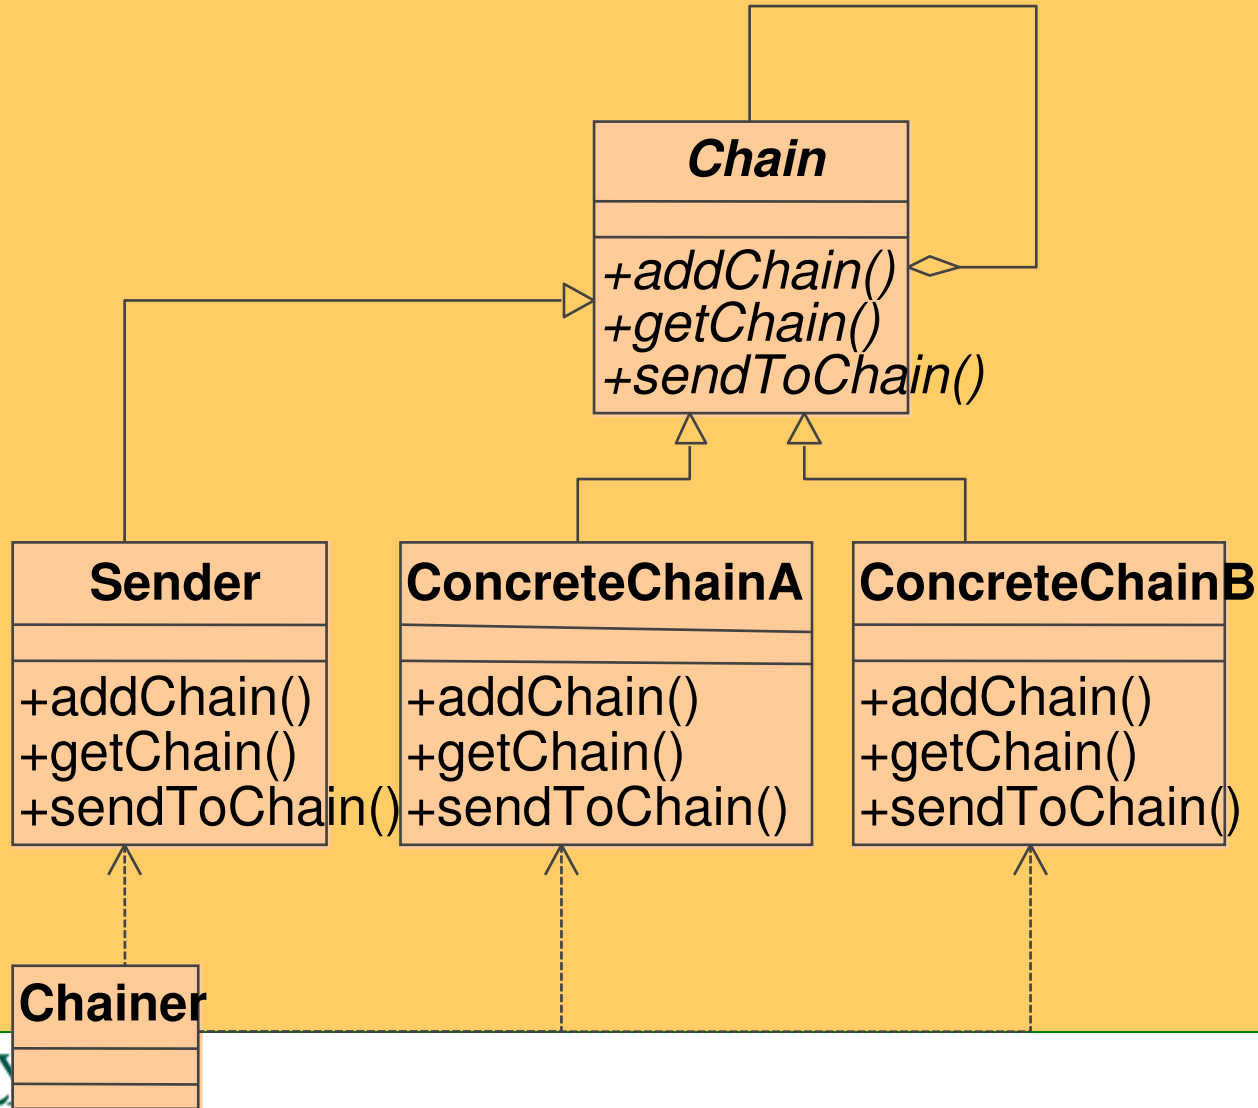 Chain
+addChain()
+getChain()
+sendToChain()
Sender
+addChain()
+getChain()
+sendToChain()
ConcreteChainA
+addChain()
+getChain()
+sendToChain()
ConcreteChainB
+addChain()
+getChain()
+sendToChain()
Chainer